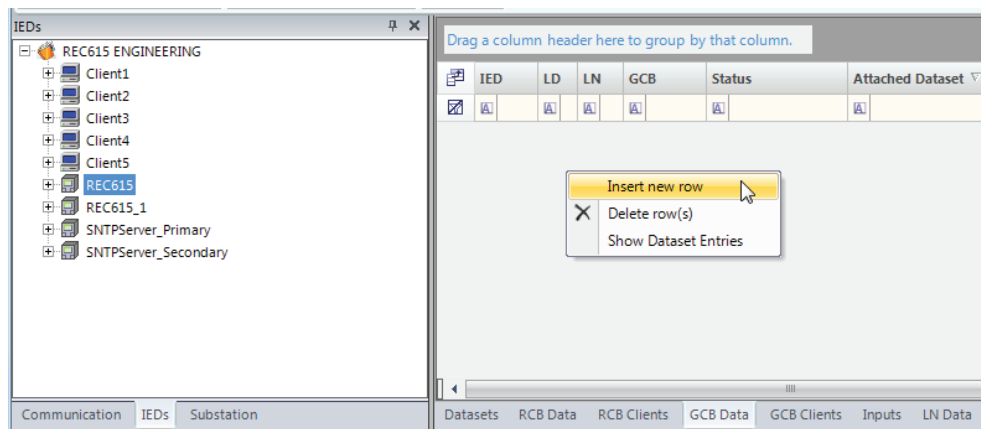 IEDs
REC615 ENGINEERING
Client1
Client2
Client3
Client4
Client5
REC615
REC615_1
SNTPServer_Primary
SNTPServer_Secondary
Communication IEDs Substation
Drag a column header here to group by that column.
IED LD LN GCB Status Attached Dataset
A A A A A A
Insert new row
Delete row(s)
Show Dataset Entries
Datasets RCB Data RCB Clients GCB Data GCB Clients Inputs LN Data